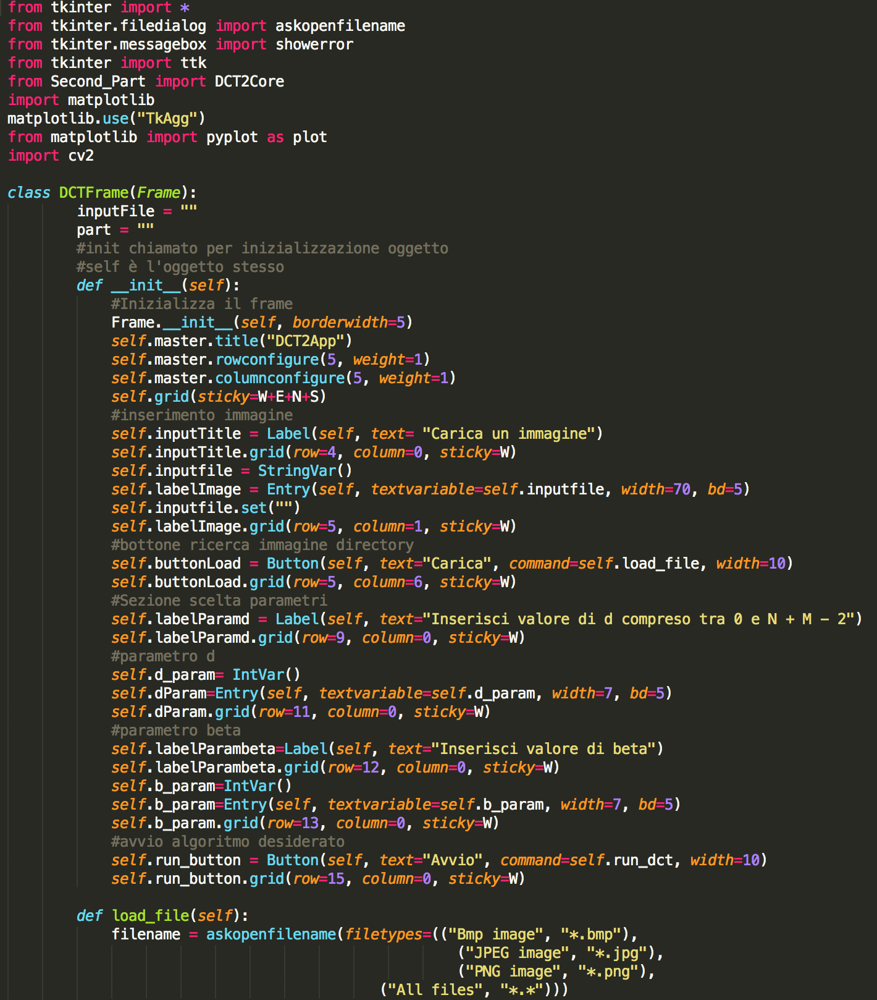 from tkinter import *
from tkinter.filedialog import askopenfilename
from tkinter.messagebox import showerror
from tkinter import ttk
from Second_Part import DCT2Core
import matplotlib
matplotlib.use("TkAgg")
from matplotlib import pyplot as plot
import cv2

class DCTFrame(Frame):
        inputFile = ""
        part = ""
        #init chiamato per inizializzazione oggetto
        #self è l'oggetto stesso
        def __init__(self):
            #Inizializza il frame
            Frame.__init__(self, borderwidth=5)
            self.master.title("DCT2App")
            self.master.rowconfigure(5, weight=1)
            self.master.columnconfigure(5, weight=1)
            self.grid(sticky=W+E+N+S)
            #inserimento immagine
            self.inputTitle = Label(self, text= "Carica un immagine")
            self.inputTitle.grid(row=4, column=0, sticky=W)
            self.inputfile = StringVar()
            self.labelImage = Entry(self, textvariable=self.inputfile, width=70, bd=5)
            self.inputfile.set("")
            self.labelImage.grid(row=5, column=1, sticky=W)
            #bottone ricerca immagine directory
            self.buttonLoad = Button(self, text="Carica", command=self.load_file, width=10)
            self.buttonLoad.grid(row=5, column=6, sticky=W)
            #Sezione scelta parametri
            self.labelParamd = Label(self, text="Inserisci valore di d compreso tra 0 e N + M - 2")
            self.labelParamd.grid(row=9, column=0, sticky=W)
            #parametro d
            self.d_param= IntVar()
            self.dParam=Entry(self, textvariable=self.d_param, width=7, bd=5)
            self.dParam.grid(row=11, column=0, sticky=W)
            #parametro beta
            self.labelParambeta=Label(self, text="Inserisci valore di beta")
            self.labelParambeta.grid(row=12, column=0, sticky=W)
            self.b_param=IntVar()
            self.b_param=Entry(self, textvariable=self.b_param, width=7, bd=5)
            self.b_param.grid(row=13, column=0, sticky=W)
            #avvio algoritmo desiderato
            self.run_button = Button(self, text="Avvio", command=self.run_dct, width=10)
            self.run_button.grid(row=15, column=0, sticky=W)

        def load_file(self):
            filename = askopenfilename(filetypes=(("Bmp image", "*.bmp"),
                                                    ("JPEG image", "*.jpg"),
                                                    ("PNG image", "*.png"),
                                           ("All files", "*.*")))